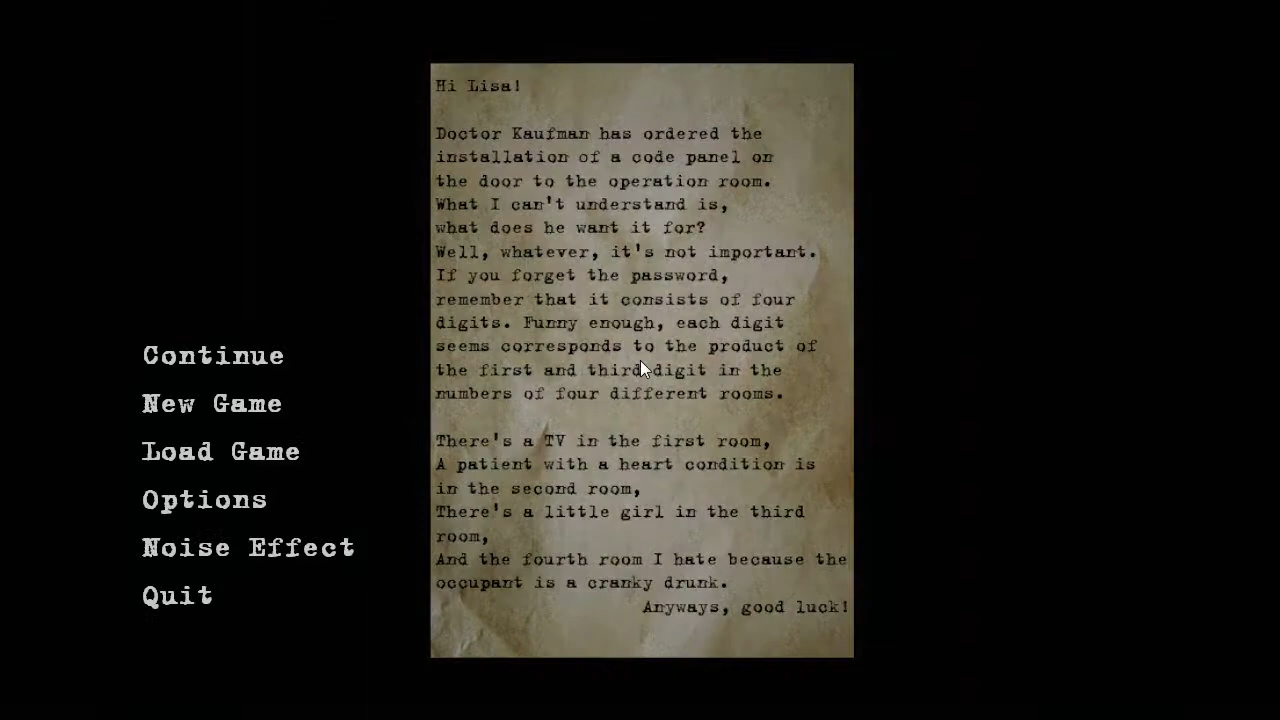 Hi Lisa!
Doctor Kaufman has ordered the
installation of a code panel on
the door to the operation room.
What I can't understand is,
what does he want it for?
Well, whatever, it's not important.
If you forget the password,
remember that it consists of four
digits. Funny enough, each digit
seems corresponds to the product of
the first and third digit in the
numbers of four different rooms.
There's a TV in the first room,
A patient with a heart condition is
in the second room,
There's a little girl in the third
room,
And the fourth room I hate because the
occupant is a cranky drunk.
Anyways, good luck!
Continue
New Game
Load Game
Options
Noise Effect
Quit